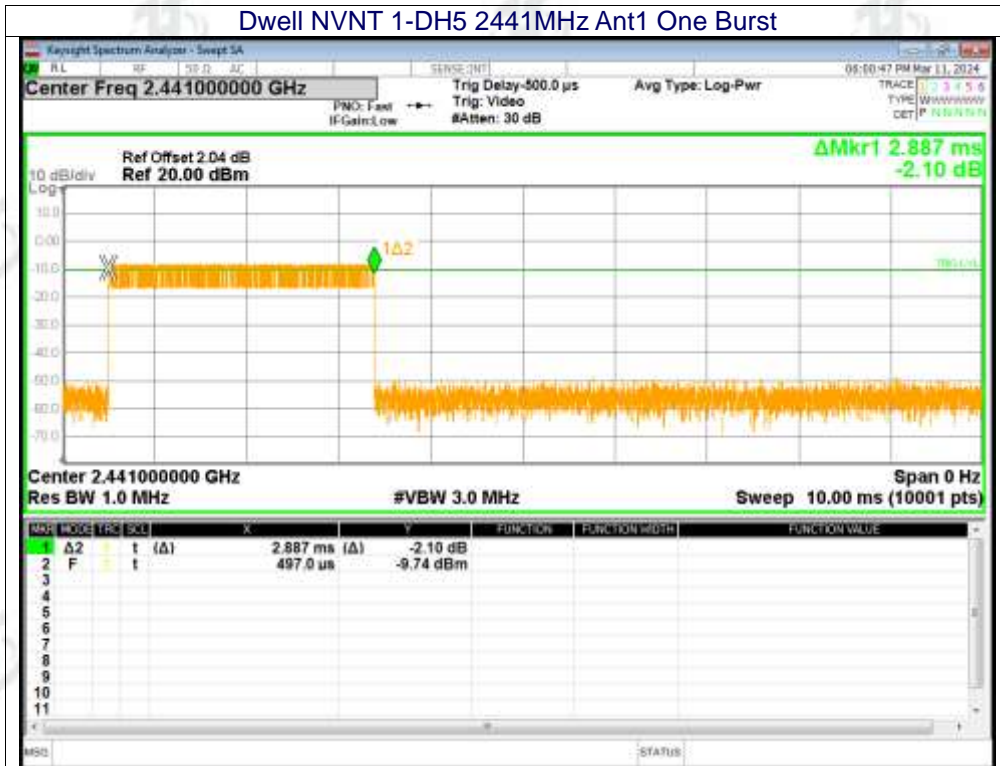 Dwell NVNT 1-DH5 2441MHz Ant1 One Burst
Keysight Spectrum Analyzer - Swept SA
RL RF 50 Ω AC SENSE:INT 06:00:47 PM Mar 11, 2024
Center Freq 2.441000000 GHz
PNO: Fast
IFGain:Low
Trig Delay-500.0 µs
Trig: Video
#Atten: 30 dB
Avg Type: Log-Pwr
TRACE 1 2 3 4 5 6
TYPE WWWWWWW
DET P N N N N N
ΔMkr1 2.887 ms
-2.10 dB
Ref Offset 2.04 dB
10 dB/div Ref 20.00 dBm
Log
10.0
0.00
-10.0
-20.0
-30.0
-40.0
-50.0
-60.0
-70.0
1Δ2
TRIG LVL
Center 2.441000000 GHz Span 0 Hz
Res BW 1.0 MHz #VBW 3.0 MHz Sweep 10.00 ms (10001 pts)
MKR MODE TRC SCL X Y FUNCTION FUNCTION WIDTH FUNCTION VALUE
1 Δ2 1 t (Δ) 2.887 ms (Δ) -2.10 dB
2 F 1 t 497.0 µs -9.74 dBm
3
4
5
6
7
8
9
10
11
MSG STATUS